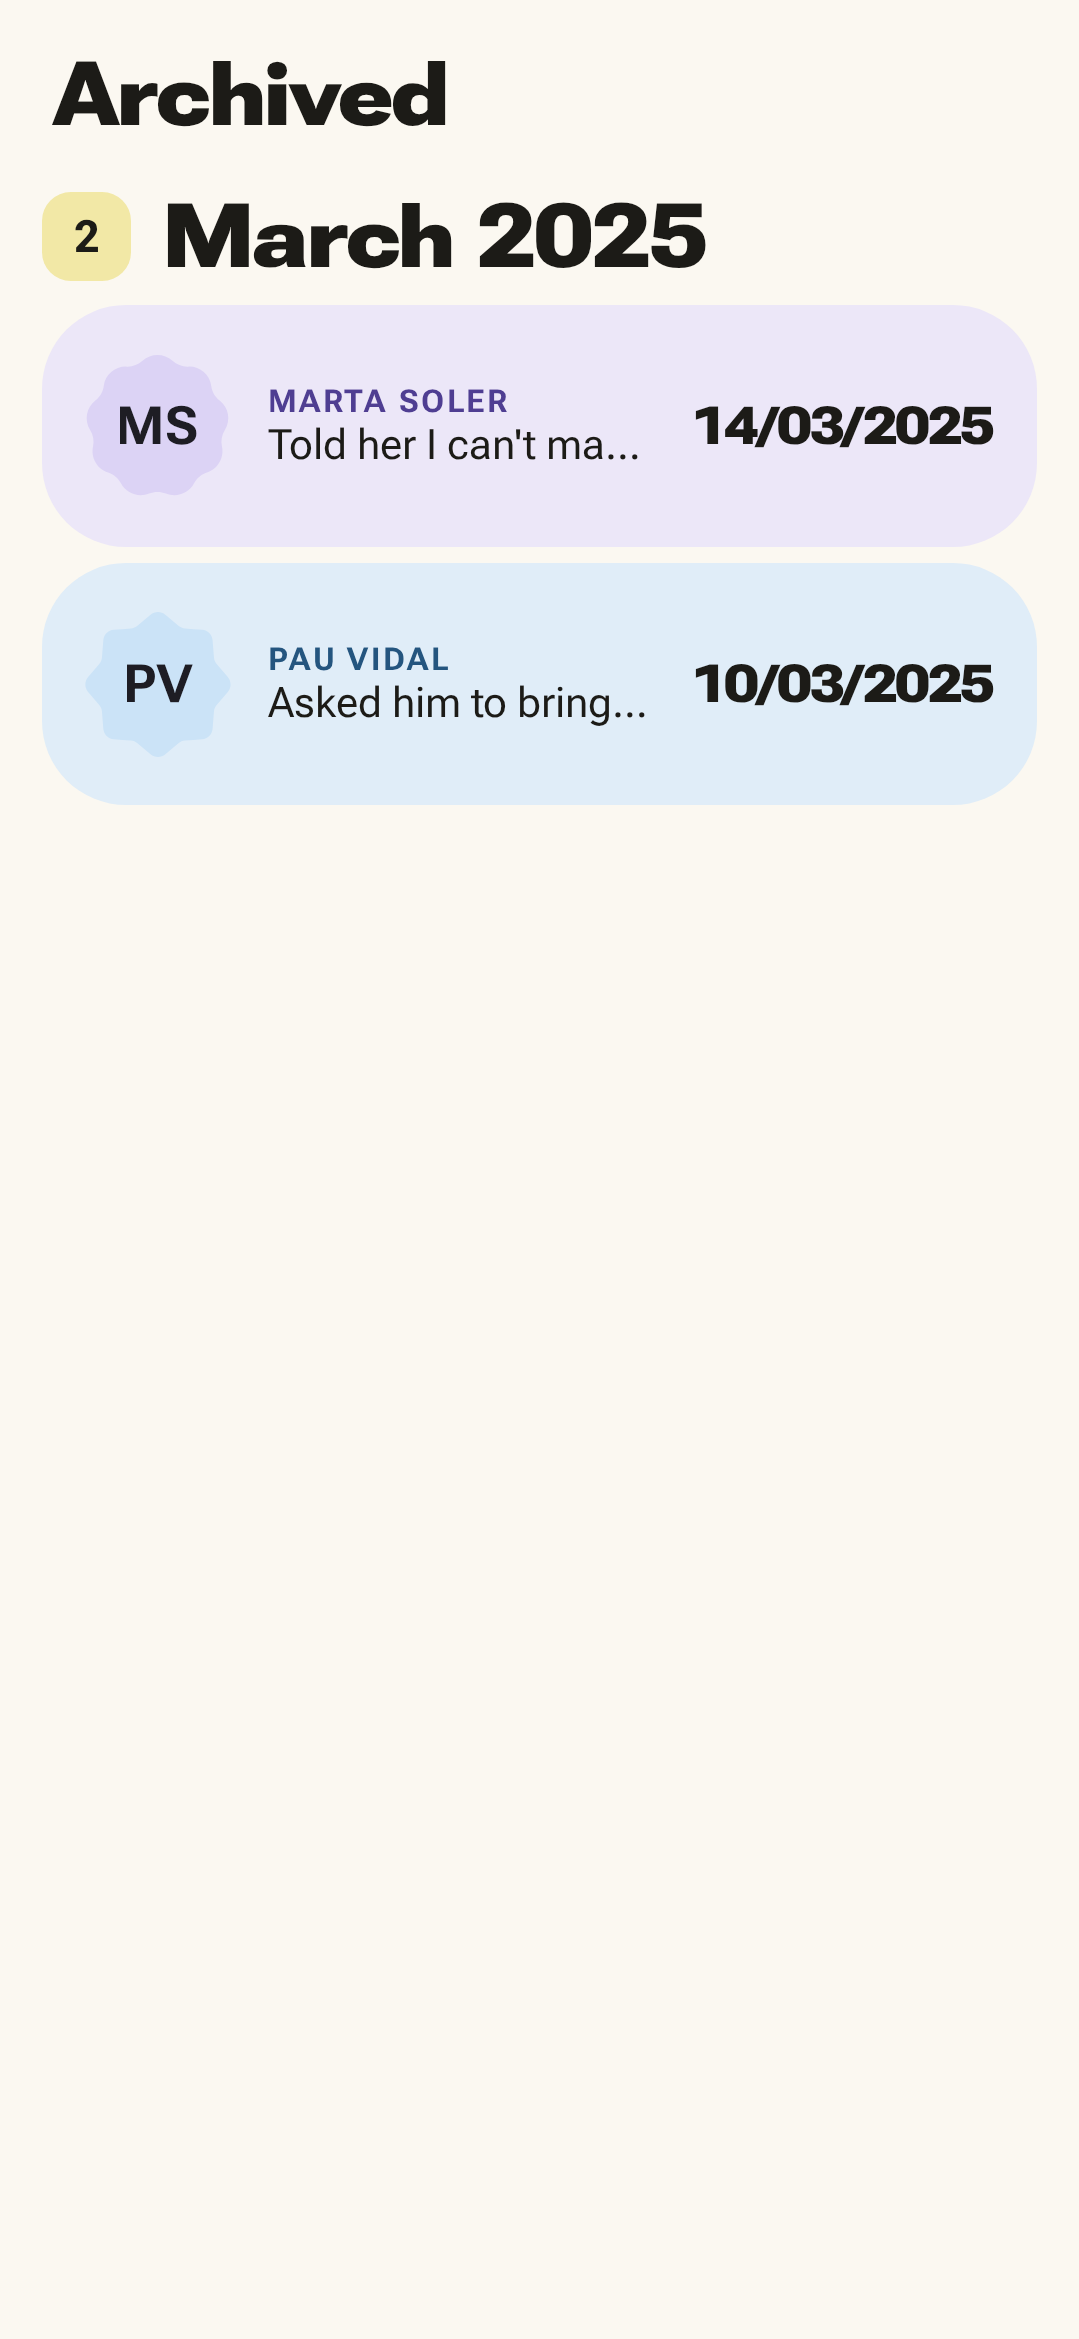 Archived
2 March 2025
MS
MARTA SOLER
Told her I can't ma...
14/03/2025
PV
PAU VIDAL
Asked him to bring...
10/03/2025